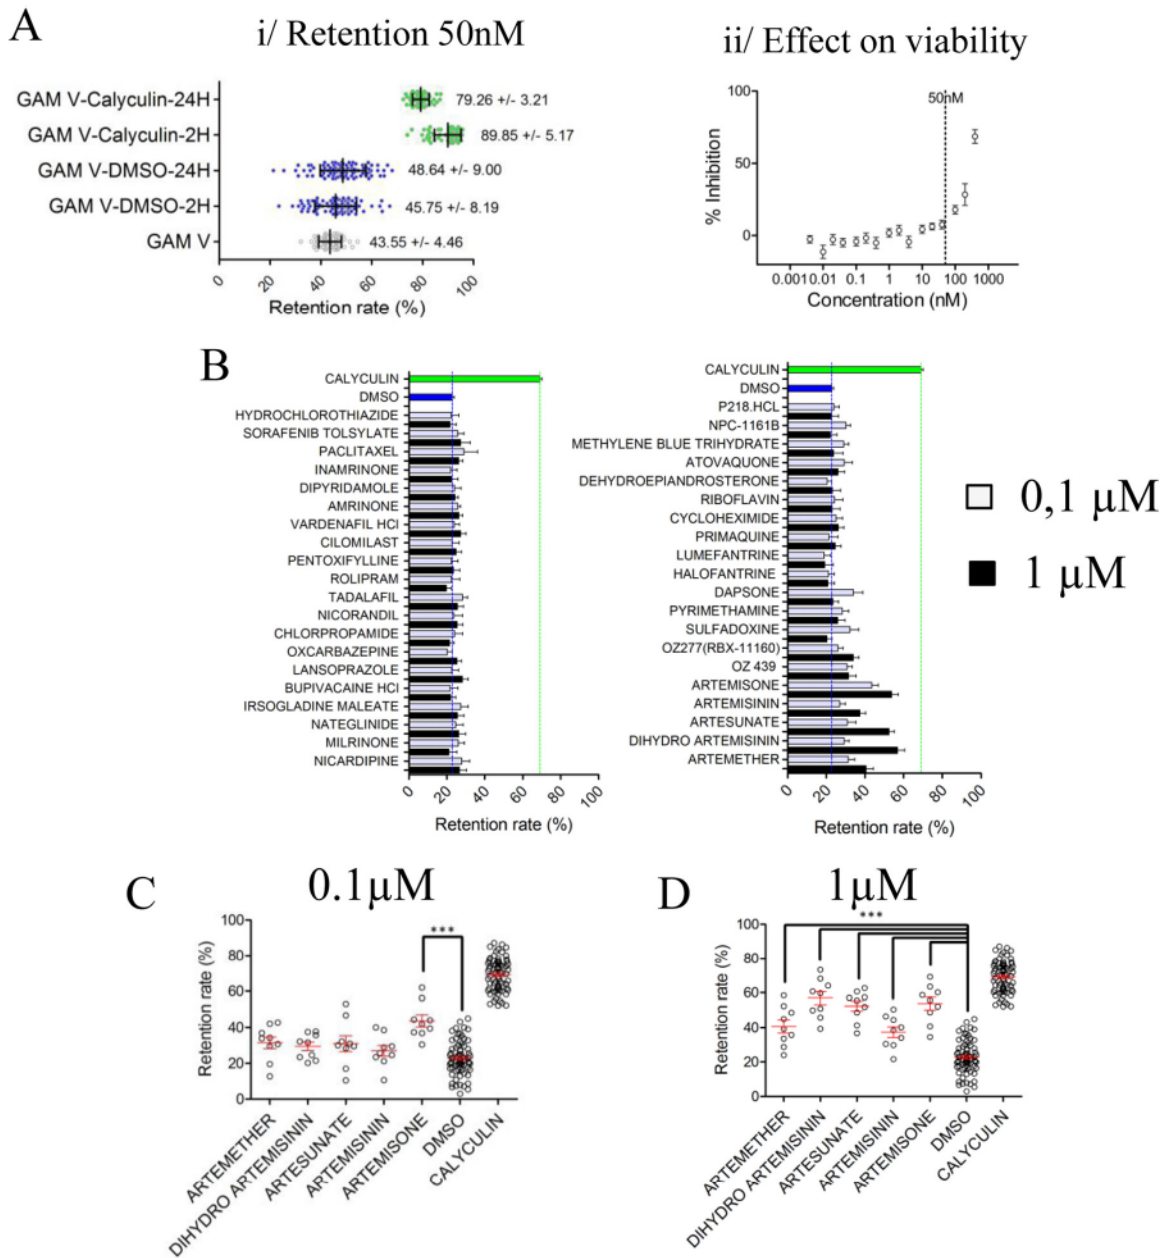 A
i/ Retention 50nM
GAM V-Calyculin-24H
79.26 +/- 3.21
GAM V-Calyculin-2H
89.85 +/- 5.17
GAM V-DMSO-24H
48.64 +/- 9.00
GAM V-DMSO-2H
45.75 +/- 8.19
GAM V
43.55 +/- 4.46
0 20 40 60 80 100
Retention rate (%)
ii/ Effect on viability
100
50
0
% Inhibition
50nM
0.001 0.01 0.1 1 10 100 1000
Concentration (nM)
B
CALYCULIN
DMSO
HYDROCHLOROTHIAZIDE
SORAFENIB TOLSYLATE
PACLITAXEL
INAMRINONE
DIPYRIDAMOLE
AMRINONE
VARDENAFIL HCl
CILOMILAST
PENTOXIFYLLINE
ROLIPRAM
TADALAFIL
NICORANDIL
CHLORPROPAMIDE
OXCARBAZEPINE
LANSOPRAZOLE
BUPIVACAINE HCl
IRSOGLADINE MALEATE
NATEGLINIDE
MILRINONE
NICARDIPINE
0 20 40 60 80 100
Retention rate (%)
CALYCULIN
DMSO
P218.HCL
NPC-1161B
METHYLENE BLUE TRIHYDRATE
ATOVAQUONE
DEHYDROEPIANDROSTERONE
RIBOFLAVIN
CYCLOHEXIMIDE
PRIMAQUINE
LUMEFANTRINE
HALOFANTRINE
DAPSONE
PYRIMETHAMINE
SULFADOXINE
OZ277(RBX-11160)
OZ 439
ARTEMISONE
ARTEMISININ
ARTESUNATE
DIHYDRO ARTEMISININ
ARTEMETHER
0 20 40 60 80 100
Retention rate (%)
0,1 µM
1 µM
C
0.1µM
100
80
60
40
20
0
Retention rate (%)
***
ARTEMETHER
DIHYDRO ARTEMISININ
ARTESUNATE
ARTEMISININ
ARTEMISONE
DMSO
CALYCULIN
D
1µM
100
80
60
40
20
0
Retention rate (%)
***
ARTEMETHER
DIHYDRO ARTEMISININ
ARTESUNATE
ARTEMISININ
ARTEMISONE
DMSO
CALYCULIN